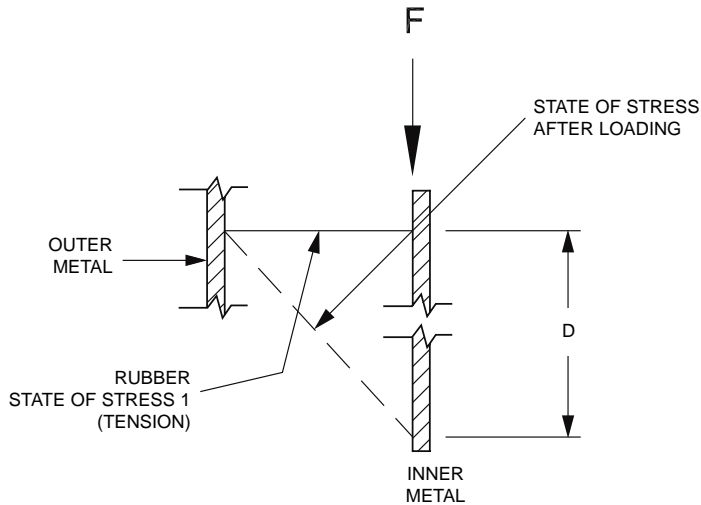 F
STATE OF STRESS
AFTER LOADING
OUTER
METAL
D
RUBBER
STATE OF STRESS 1
(TENSION)
INNER
METAL